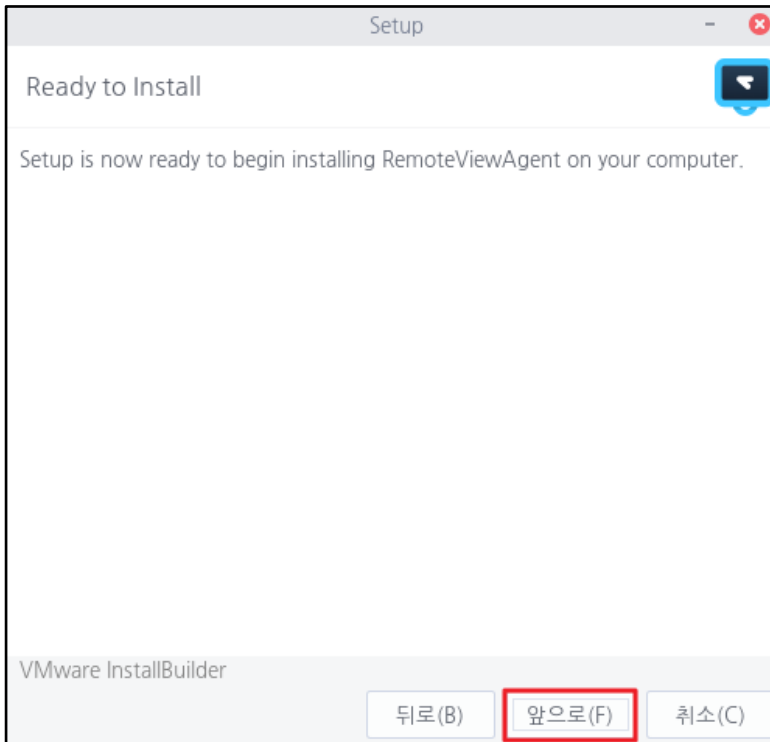 Setup
Ready to Install
Setup is now ready to begin installing RemoteViewAgent on your computer.
VMware InstallBuilder
뒤로(B) 앞으로(F) 취소(C)